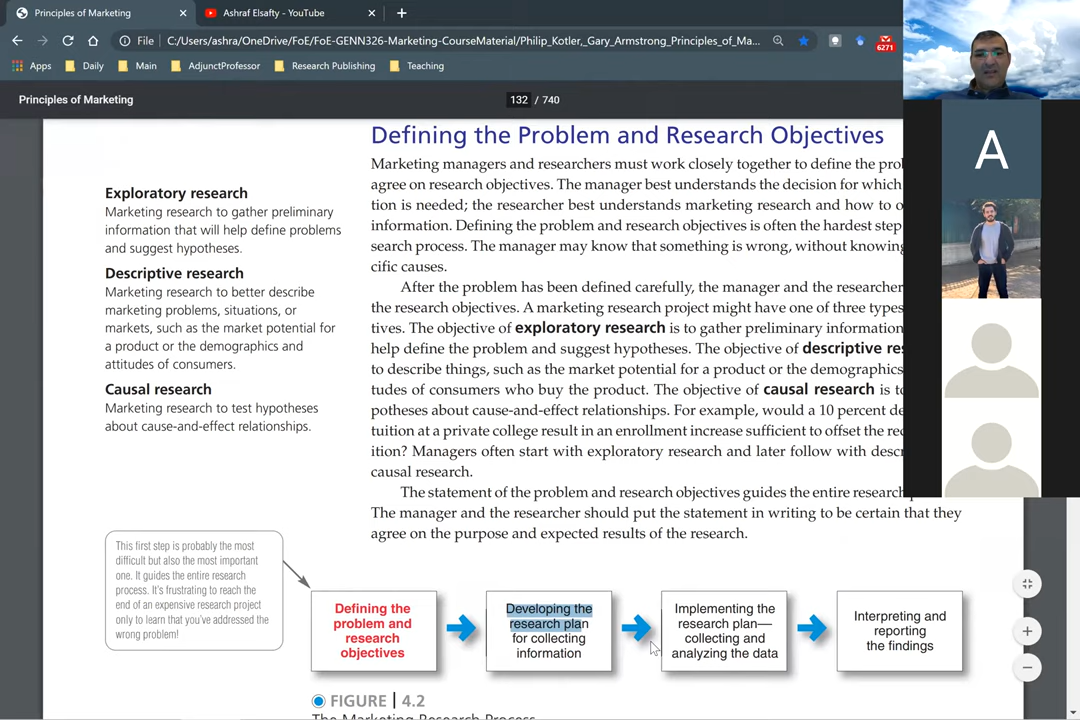 Principles of Marketing
Ashraf Elsafty - YouTube
File
C:/Users/ashra/OneDrive/FoE/FoE-GENN326-Marketing-CourseMaterial/Philip_Kotler,_Gary_Armstrong_Principles_of_Ma...
6271
Apps
Daily
Main
AdjunctProfessor
Research Publishing
Teaching
Principles of Marketing
132 / 740
A
Exploratory research
Marketing research to gather preliminary
information that will help define problems
and suggest hypotheses.
Descriptive research
Marketing research to better describe
marketing problems, situations, or
markets, such as the market potential for
a product or the demographics and
attitudes of consumers.
Causal research
Marketing research to test hypotheses
about cause-and-effect relationships.
Defining the Problem and Research Objectives
Marketing managers and researchers must work closely together to define the
agree on research objectives. The manager best understands the decision for which
tion is needed; the researcher best understands marketing research and how to
information. Defining the problem and research objectives is often the hardest step
search process. The manager may know that something is wrong, without knowing
cific causes.
After the problem has been defined carefully, the manager and the researcher
the research objectives. A marketing research project might have one of three types
tives. The objective of exploratory research is to gather preliminary information
help define the problem and suggest hypotheses. The objective of descriptive
to describe things, such as the market potential for a product or the demographics
tudes of consumers who buy the product. The objective of causal research is
potheses about cause-and-effect relationships. For example, would a 10 percent
tuition at a private college result in an enrollment increase sufficient to offset the
ition? Managers often start with exploratory research and later follow with
causal research.
The statement of the problem and research objectives guides the entire research
The manager and the researcher should put the statement in writing to be certain that they
agree on the purpose and expected results of the research.
This first step is probably the most
difficult but also the most important
one. It guides the entire research
process. It's frustrating to reach the
end of an expensive research project
only to learn that you've addressed the
wrong problem!
Defining the
problem and
research
objectives
Developing the
research plan
for collecting
information
Implementing the
research plan—
collecting and
analyzing the data
Interpreting and
reporting
the findings
FIGURE | 4.2
The Marketing Research Process